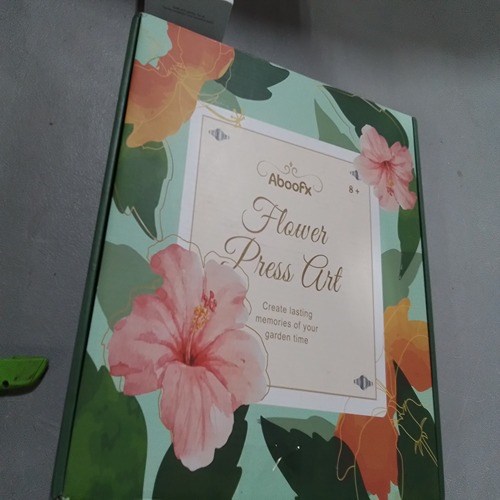 AbooFx
8+
Flower
Press Art
Create lasting
memories of your
garden time